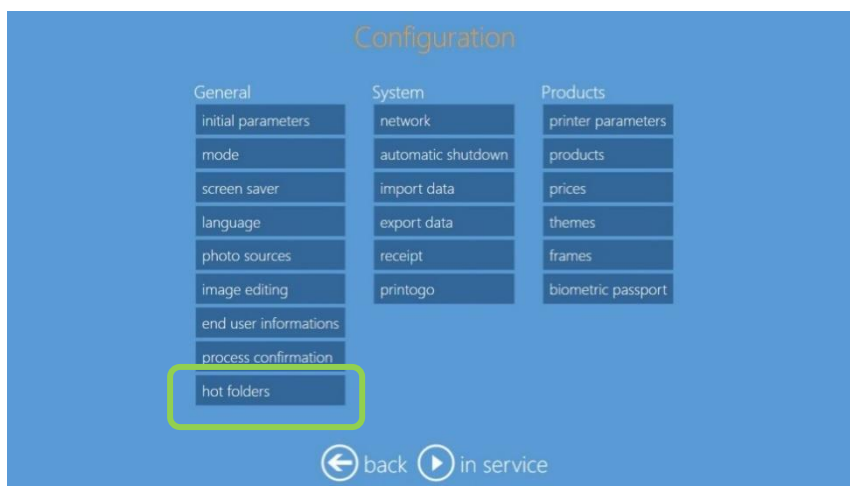 Configuration
General
initial parameters
mode
screen saver
language
photo sources
image editing
end user informations
process confirmation
hot folders
System
network
automatic shutdown
import data
export data
receipt
printogo
Products
printer parameters
products
prices
themes
frames
biometric passport
back in service